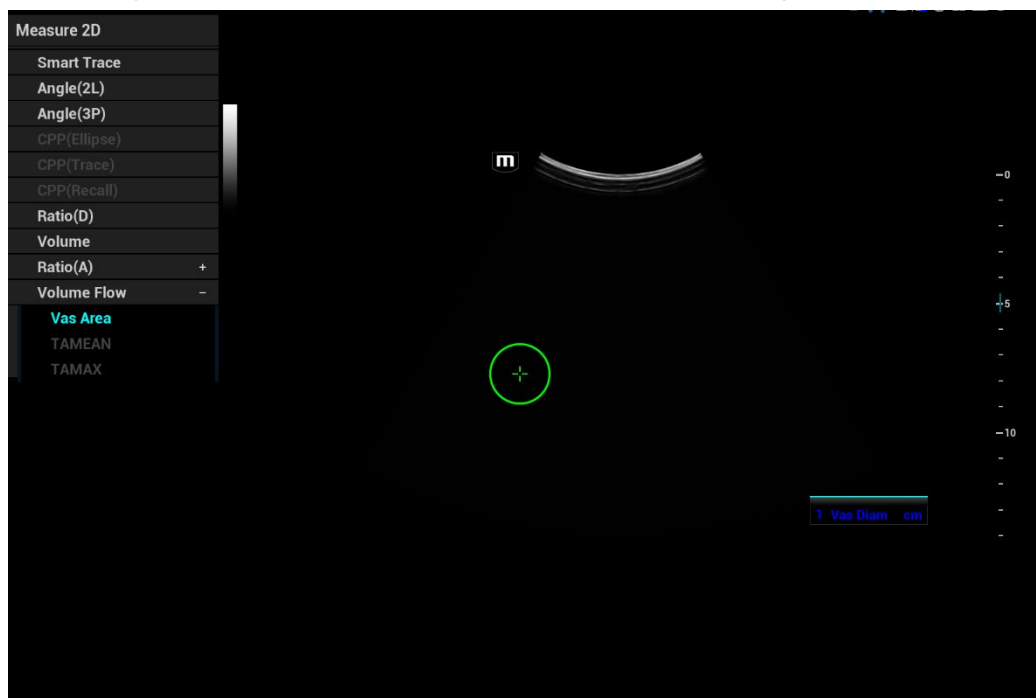 Measure 2D
Smart Trace
Angle(2L)
Angle(3P)
CPP(Ellipse)
CPP(Trace)
CPP(Recall)
Ratio(D)
Volume
Ratio(A) +
Volume Flow –
Vas Area
TAMEAN
TAMAX
m
0
5
10
1 Vas Diam cm